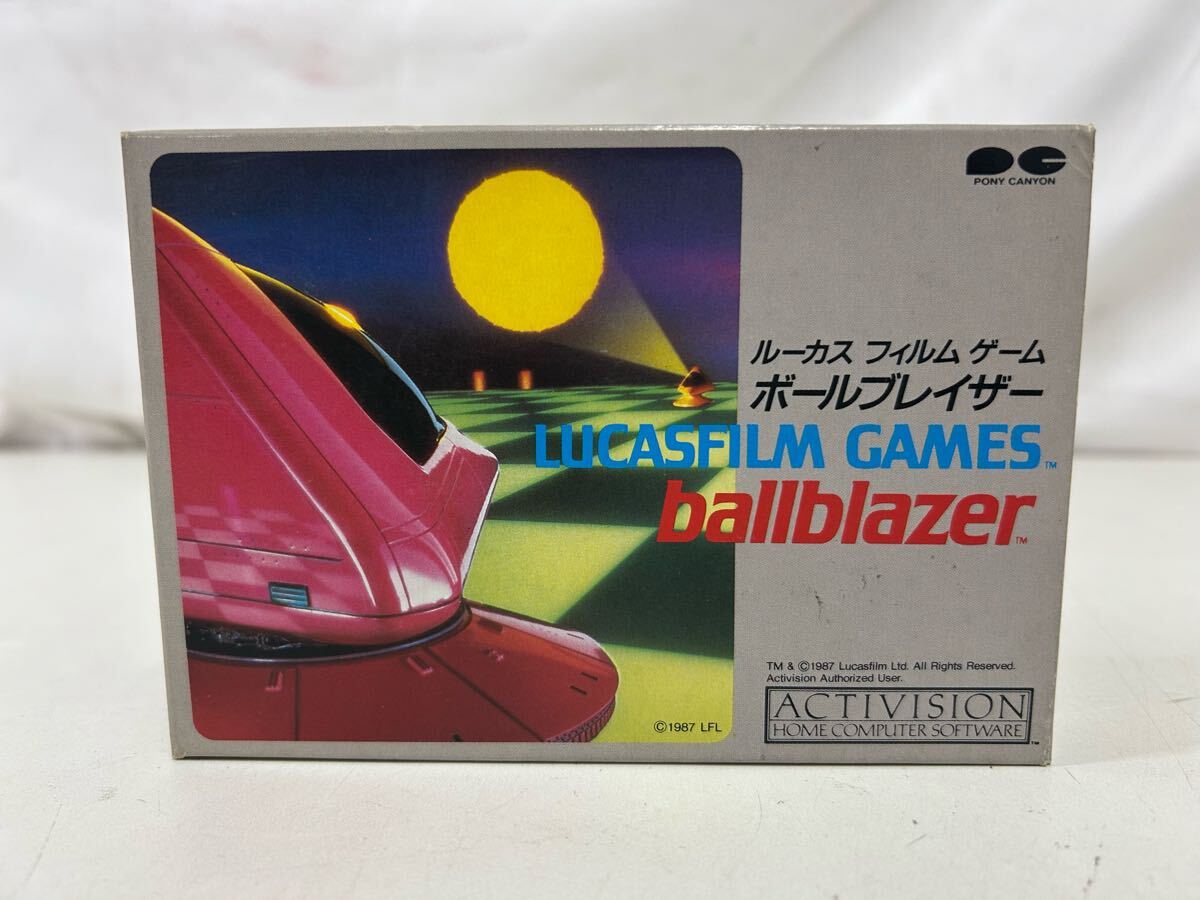 PONY CANYON
ルーカス フィルム ゲーム
ボールブレイザー
LUCASFILM GAMES™
ballblazer™
TM & ©1987 Lucasfilm Ltd. All Rights Reserved.
Activision Authorized User.
ACTIVISION
HOME COMPUTER SOFTWARE™
©1987 LFL